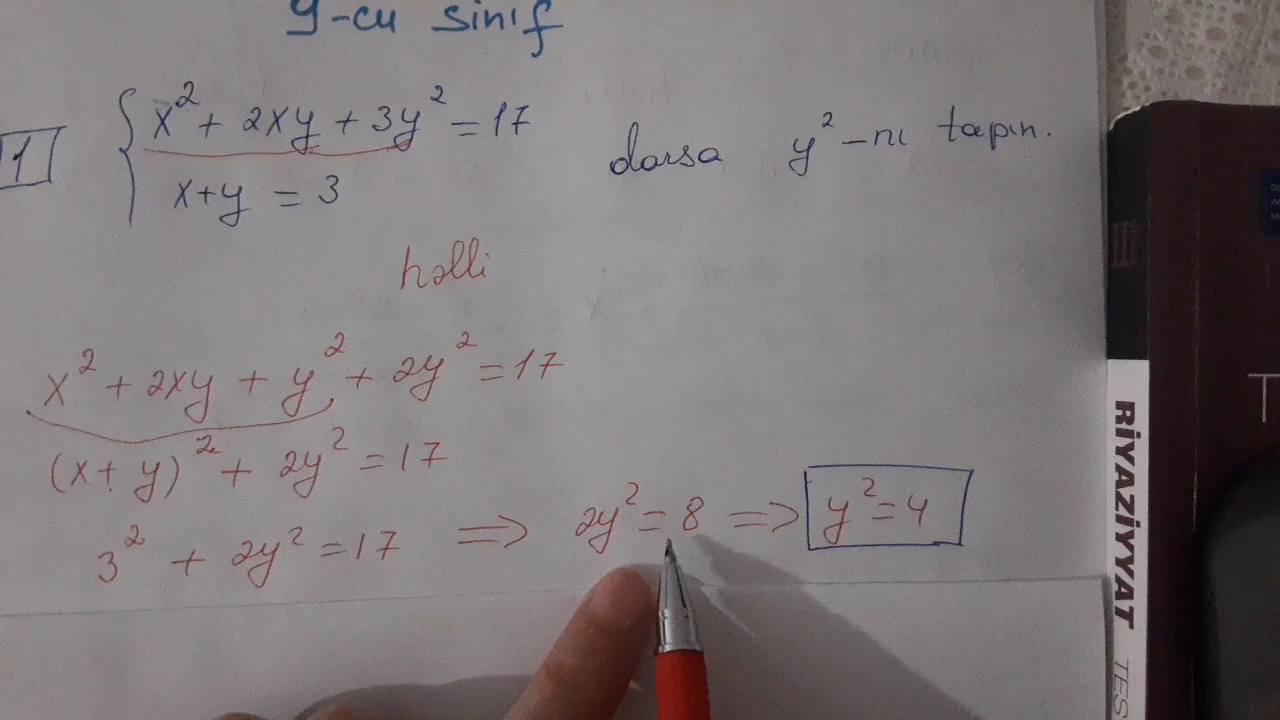 9-cu sinif
1 x² + 2xy + 3y² = 17
x+y = 3
olarsa y²-nı tapın.
həlli
x² + 2xy + y² + 2y² = 17
(x+y)² + 2y² = 17
3² + 2y² = 17 => 2y² = 8 => y² = 4
RİYAZİYYAT TES
T